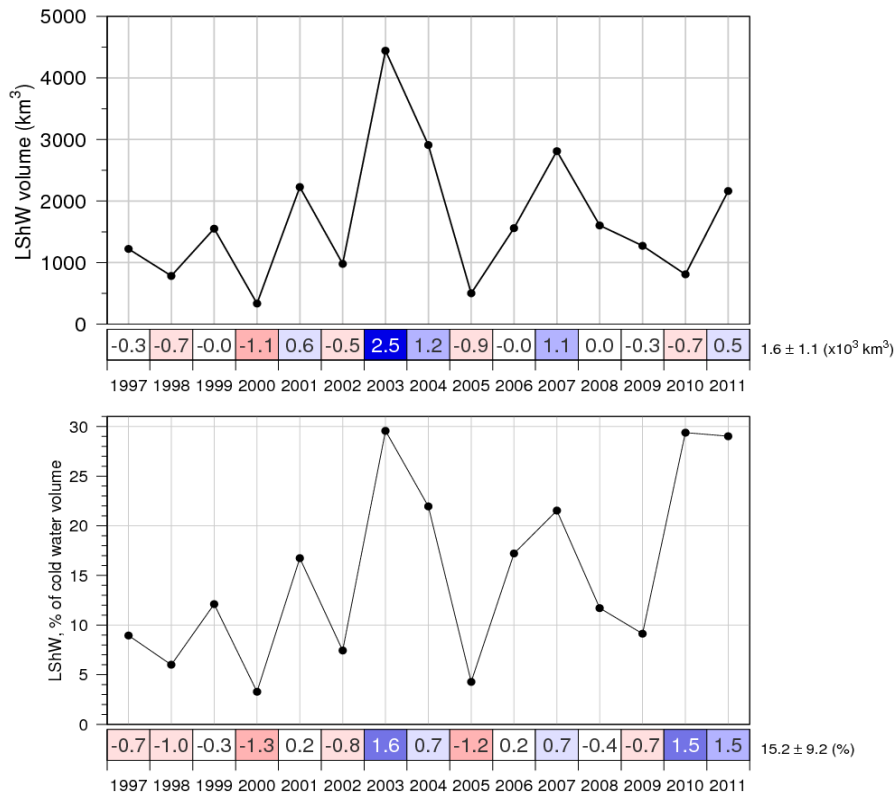 5000
4000
3000
2000
1000
0
LShW volume (km³)
-0.3 -0.7 -0.0 -1.1 0.6 -0.5 2.5 1.2 -0.9 -0.0 1.1 0.0 -0.3 -0.7 0.5 1.6 ± 1.1 (x10³ km³)
1997 1998 1999 2000 2001 2002 2003 2004 2005 2006 2007 2008 2009 2010 2011
30
25
20
15
10
5
0
LShW, % of cold water volume
-0.7 -1.0 -0.3 -1.3 0.2 -0.8 1.6 0.7 -1.2 0.2 0.7 -0.4 -0.7 1.5 1.5 15.2 ± 9.2 (%)
1997 1998 1999 2000 2001 2002 2003 2004 2005 2006 2007 2008 2009 2010 2011